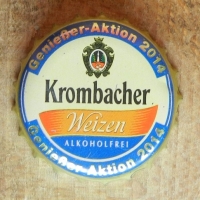 Genießer-Aktion 2014
Krombacher
Weizen
ALKOHOLFREI
Genießer-Aktion 2014